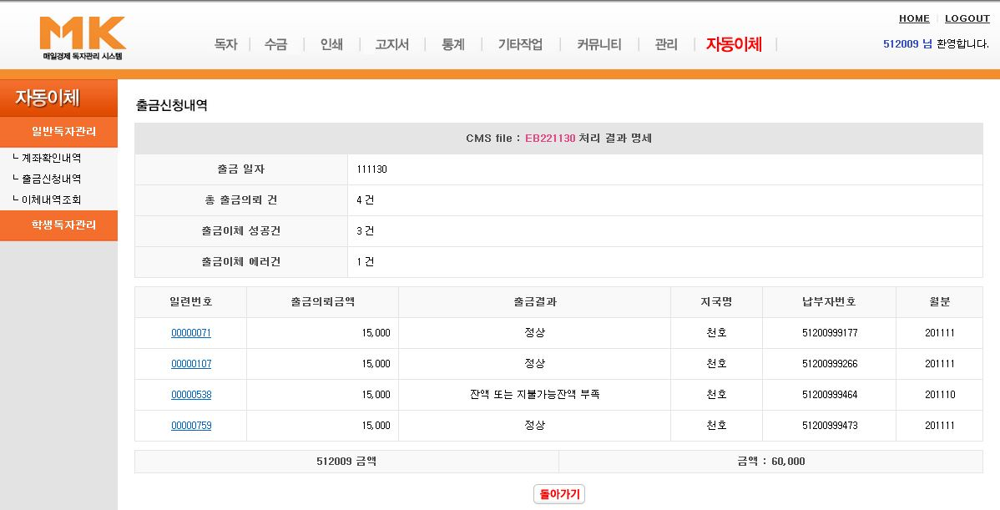 HOME LOGOUT
MK
매일경제 독자관리 시스템
독자 수금 인쇄 고지서 통계 기타작업 커뮤니티 관리 자동이체
512009 님 환영합니다.
자동이체
일반독자관리
└ 계좌확인내역
└ 출금신청내역
└ 이체내역조회
학생독자관리
출금신청내역
CMS file : EB221130 처리 결과 명세
출금 일자 111130
총 출금의뢰 건 4 건
출금이체 성공건 3 건
출금이체 에러건 1 건
일련번호 출금의뢰금액 출금결과 지국명 납부자번호 월분
00000071 15,000 정상 천호 51200999177 201111
00000107 15,000 정상 천호 51200999266 201111
00000538 15,000 잔액 또는 지불가능잔액 부족 천호 51200999464 201110
00000759 15,000 정상 천호 51200999473 201111
512009 금액 금액 : 60,000
돌아가기